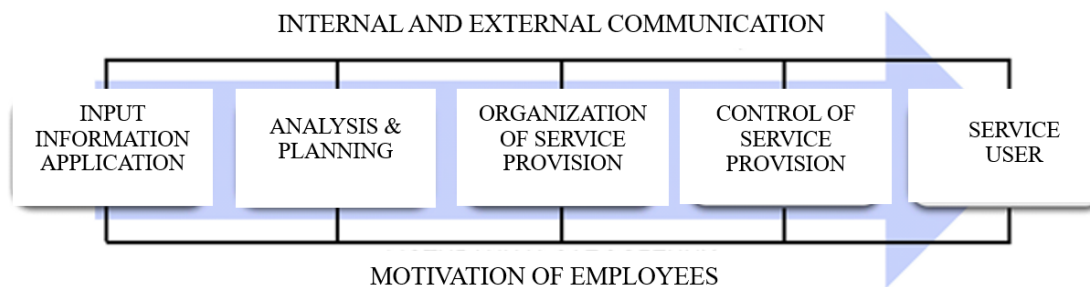 INTERNAL AND EXTERNAL COMMUNICATION
INPUT
INFORMATION
APPLICATION
ANALYSIS &
PLANNING
ORGANIZATION
OF SERVICE
PROVISION
CONTROL OF
SERVICE
PROVISION
SERVICE
USER
MOTIVATION OF EMPLOYEES